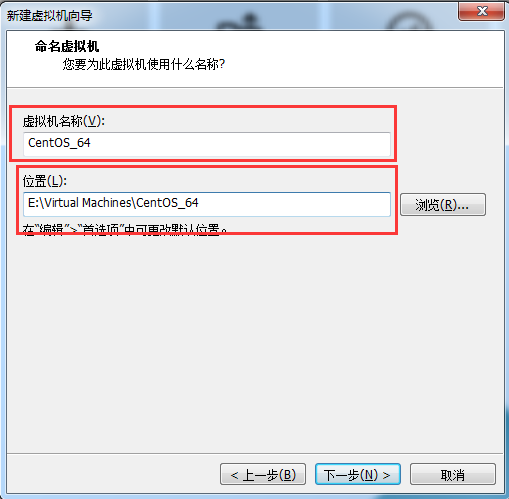 新建虚拟机向导
命名虚拟机
您要为此虚拟机使用什么名称?
虚拟机名称(V):
CentOS_64
位置(L):
E:\Virtual Machines\CentOS_64
浏览(R)...
在“编辑”>“首选项”中可更改默认位置。
< 上一步(B)
下一步(N) >
取消